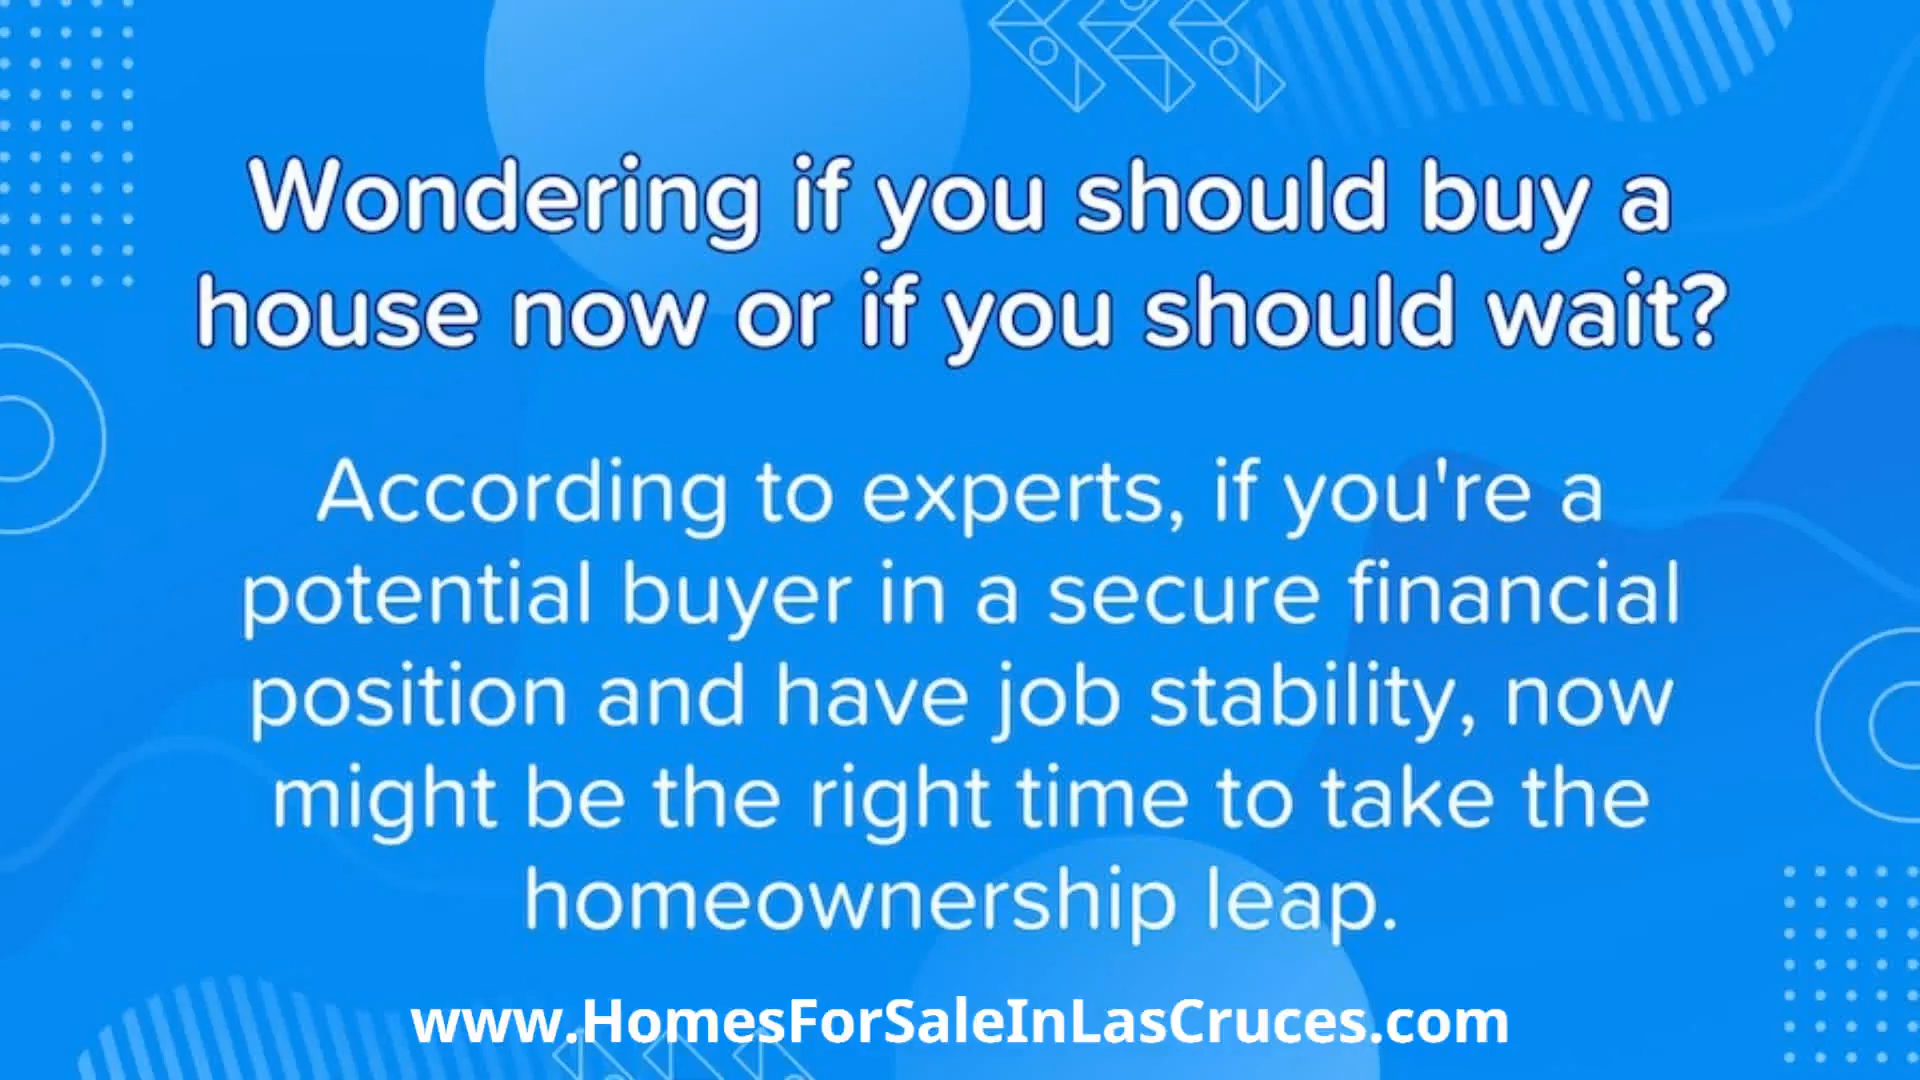 Wondering if you should buy a
house now or if you should wait?
According to experts, if you're a
potential buyer in a secure financial
position and have job stability, now
might be the right time to take the
homeownership leap.
www.HomesForSaleInLasCruces.com